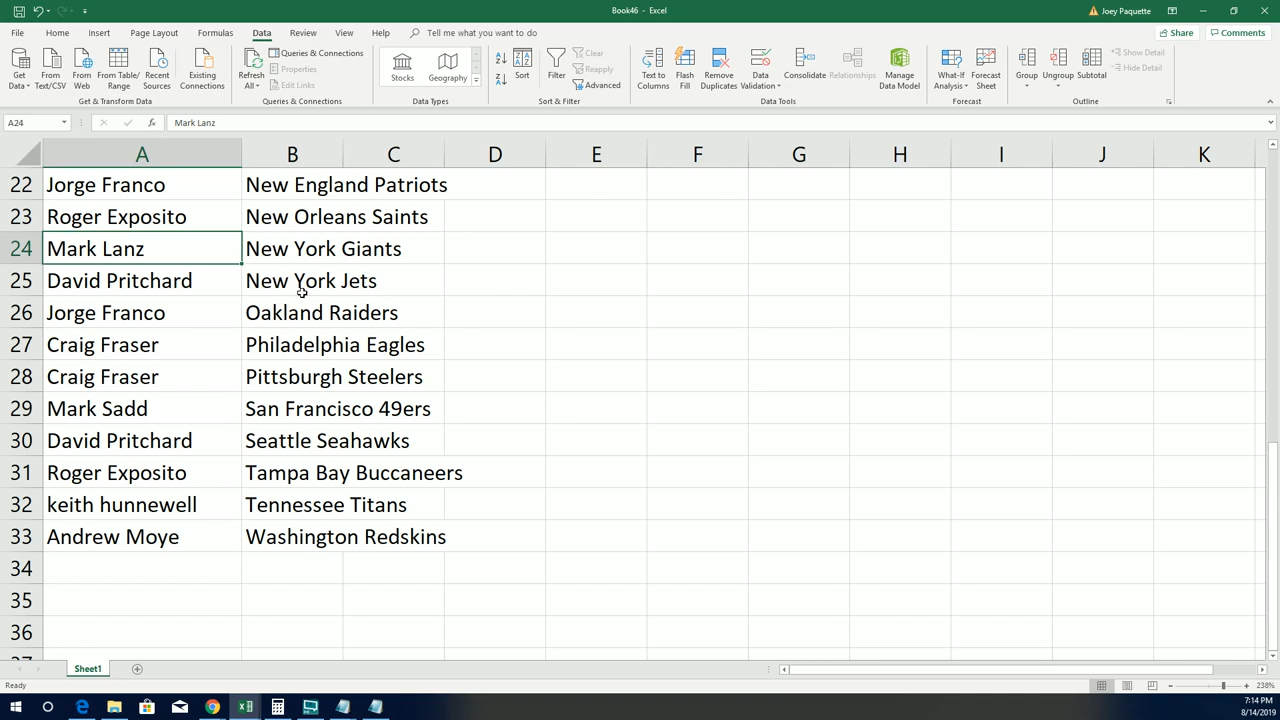 Book46 - Excel
Joey Paquette
File Home Insert Page Layout Formulas Data Review View Help Tell me what you want to do
Share Comments
Get Data
From Text/CSV
From Web
From Table/ Range
Recent Sources
Existing Connections
Get & Transform Data
Refresh All
Queries & Connections
Properties
Edit Links
Queries & Connections
Stocks
Geography
Data Types
Sort
Filter
Clear
Reapply
Advanced
Sort & Filter
Text to Columns
Flash Fill
Remove Duplicates
Data Validation
Consolidate
Relationships
Manage Data Model
Data Tools
What-If Analysis
Forecast Sheet
Forecast
Group
Ungroup
Subtotal
Show Detail
Hide Detail
Outline
A24 fx Mark Lanz
A B C D E F G H I J K
22 Jorge Franco New England Patriots
23 Roger Exposito New Orleans Saints
24 Mark Lanz New York Giants
25 David Pritchard New York Jets
26 Jorge Franco Oakland Raiders
27 Craig Fraser Philadelphia Eagles
28 Craig Fraser Pittsburgh Steelers
29 Mark Sadd San Francisco 49ers
30 David Pritchard Seattle Seahawks
31 Roger Exposito Tampa Bay Buccaneers
32 keith hunnewell Tennessee Titans
33 Andrew Moye Washington Redskins
34
35
36
Sheet1
Ready
238%
7:14 PM
8/14/2019